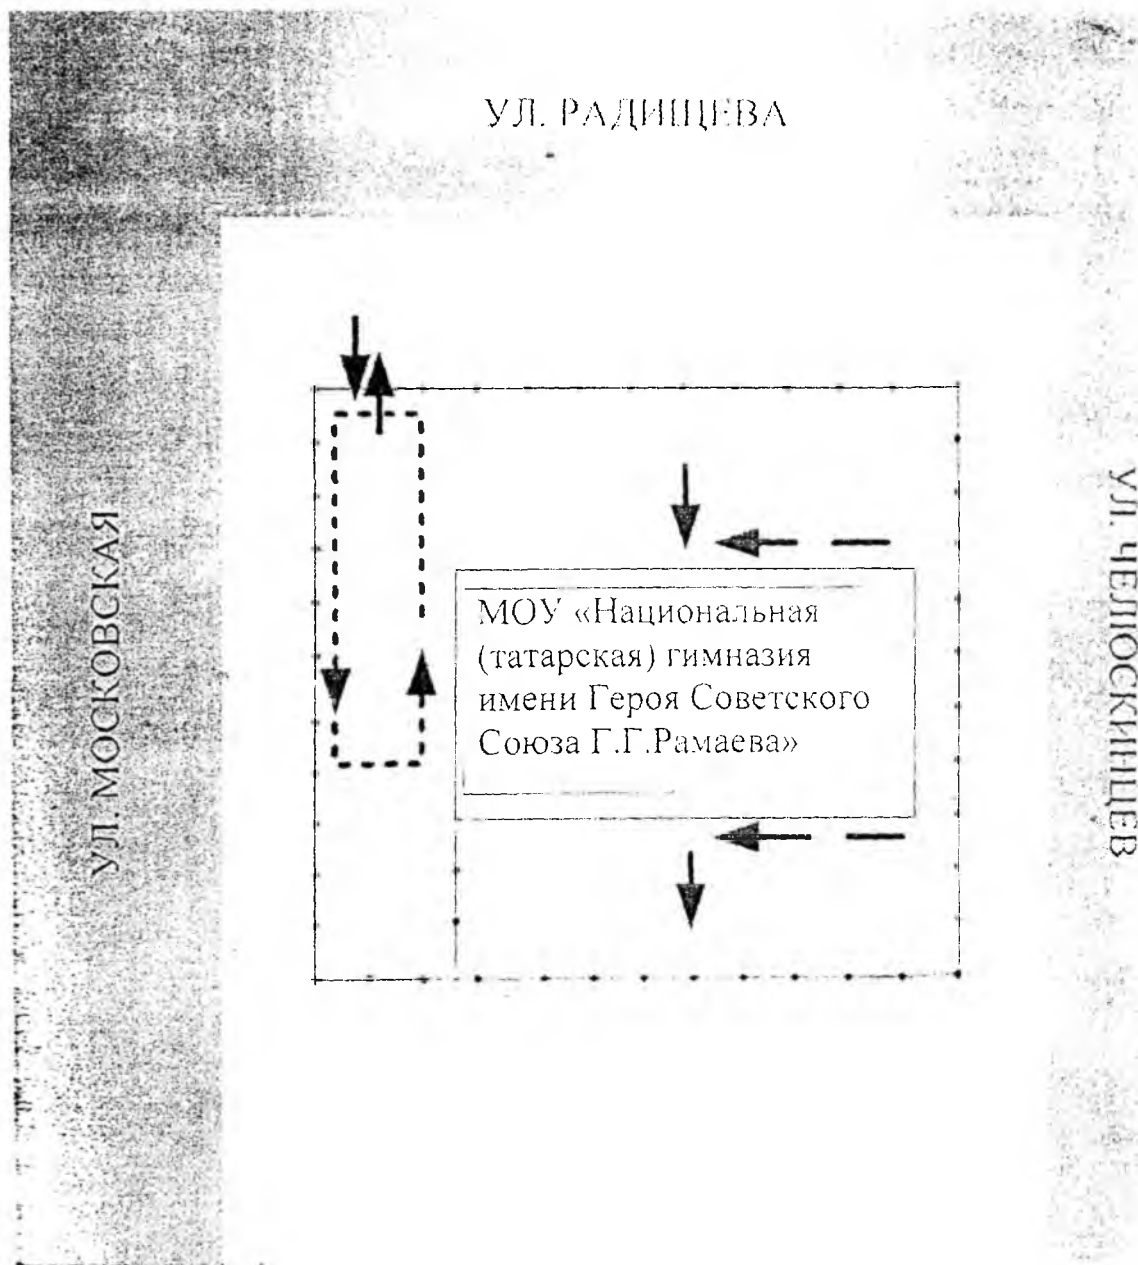 УЛ. РАДИЩЕВА
УЛ. МОСКОВСКАЯ
МОУ «Национальная
(татарская) гимназия
имени Героя Советского
Союза Г.Г.Рамаева»
УЛ. ЧЕЛЮСКИНЦЕВ